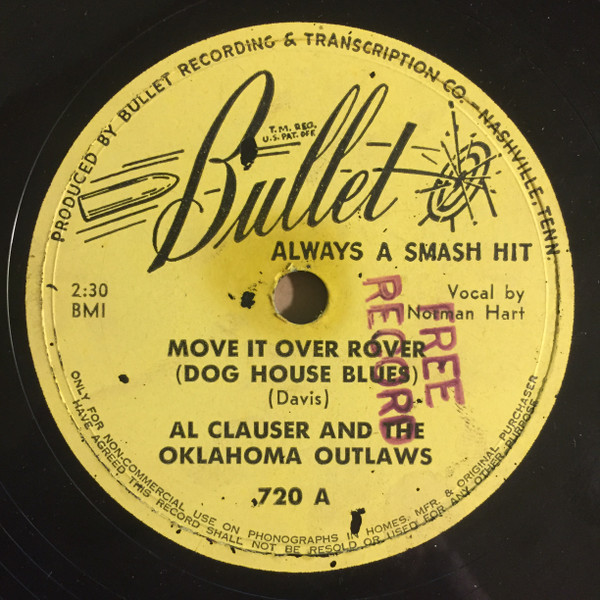 PRODUCED BY BULLET RECORDING & TRANSCRIPTION CO. - NASHVILLE, TENN
T.M. REG.
U.S. PAT. OFF.
Bullet
ALWAYS A SMASH HIT
2:30
BMI
Vocal by
Norman Hart
FREE
RECORD
MOVE IT OVER ROVER
(DOG HOUSE BLUES)
(Davis)
AL CLAUSER AND THE
OKLAHOMA OUTLAWS
720 A
ONLY FOR NON-COMMERCIAL USE ON PHONOGRAPHS IN HOMES. MFR. & ORIGINAL PURCHASER
HAVE AGREED THIS RECORD SHALL NOT BE RESOLD OR USED FOR ANY OTHER PURPOSE